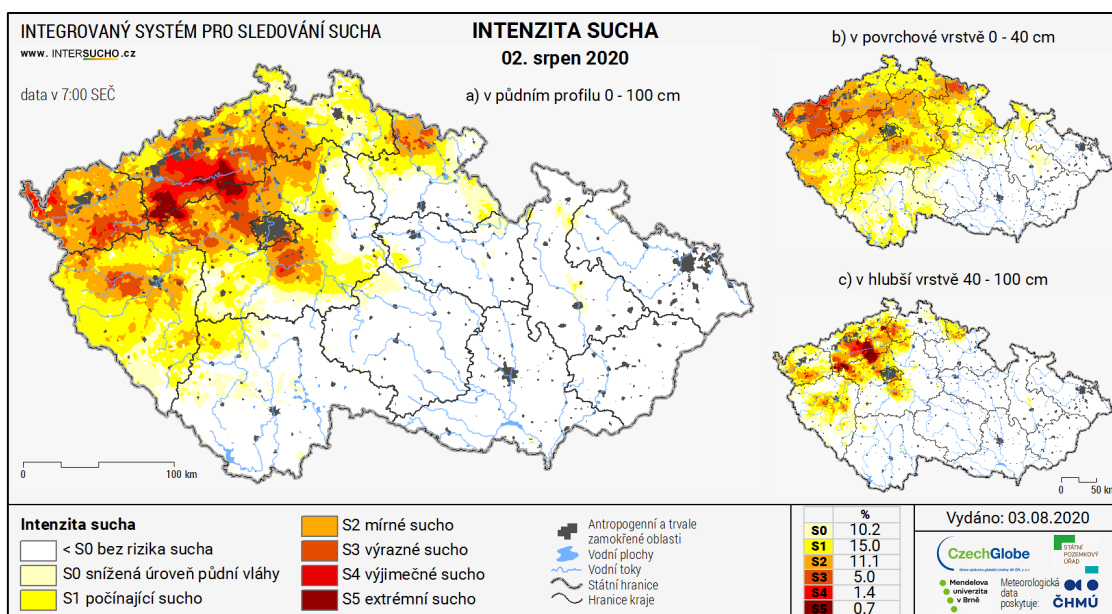 INTEGROVANÝ SYSTÉM PRO SLEDOVÁNÍ SUCHA
www. INTERSUCHO.cz
data v 7:00 SEČ
INTENZITA SUCHA
02. srpen 2020
a) v půdním profilu 0 - 100 cm
b) v povrchové vrstvě 0 - 40 cm
c) v hlubší vrstvě 40 - 100 cm
0 100 km
0 50 km
Intenzita sucha
< S0 bez rizika sucha
S0 snížená úroveň půdní vláhy
S1 počínající sucho
S2 mírné sucho
S3 výrazné sucho
S4 výjimečné sucho
S5 extrémní sucho
Antropogenní a trvale
zamokřené oblasti
Vodní plochy
Vodní toky
Státní hranice
Hranice kraje
%
S0 10.2
S1 15.0
S2 11.1
S3 5.0
S4 1.4
S5 0.7
Vydáno: 03.08.2020
CzechGlobe
STÁTNÍ
POZEMKOVÝ
ÚŘAD
Mendelova
univerzita
v Brně
Meteorologická
data
poskytuje:
ČHMÚ